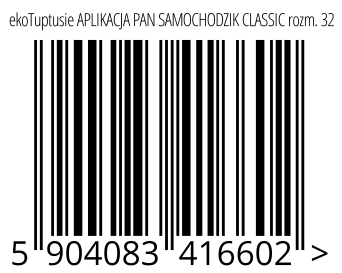 ekoTuptusie APLIKACJA PAN SAMOCHODZIK CLASSIC rozm. 32
5 904083 416602 >